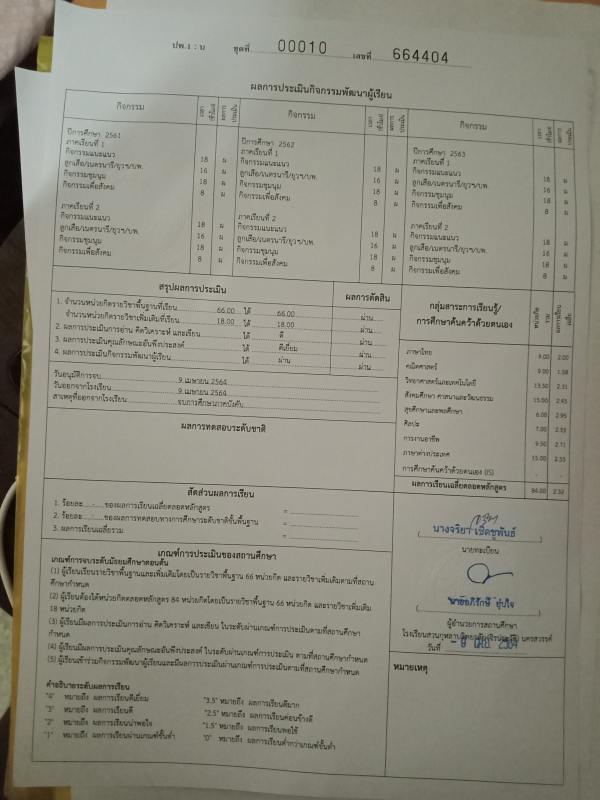 ปพ.1 : บ ชุดที่ 00010 เลขที่ 664404
ผลการประเมินกิจกรรมพัฒนาผู้เรียน
กิจกรรม เวลา (ชั่วโมง) ผลการประเมิน กิจกรรม เวลา (ชั่วโมง) ผลการประเมิน กิจกรรม เวลา (ชั่วโมง) ผลการประเมิน
ปีการศึกษา 2561
ภาคเรียนที่ 1
กิจกรรมแนะแนว 18 ผ
ลูกเสือ/เนตรนารี/ยุวฯ/บพ. 16 ผ
กิจกรรมชุมนุม 18 ผ
กิจกรรมเพื่อสังคม 8 ผ
ภาคเรียนที่ 2
กิจกรรมแนะแนว 18 ผ
ลูกเสือ/เนตรนารี/ยุวฯ/บพ. 16 ผ
กิจกรรมชุมนุม 18 ผ
กิจกรรมเพื่อสังคม 8 ผ
ปีการศึกษา 2562
ภาคเรียนที่ 1
กิจกรรมแนะแนว 18 ผ
ลูกเสือ/เนตรนารี/ยุวฯ/บพ. 16 ผ
กิจกรรมชุมนุม 18 ผ
กิจกรรมเพื่อสังคม 8 ผ
ภาคเรียนที่ 2
กิจกรรมแนะแนว 18 ผ
ลูกเสือ/เนตรนารี/ยุวฯ/บพ. 16 ผ
กิจกรรมชุมนุม 18 ผ
กิจกรรมเพื่อสังคม 8 ผ
ปีการศึกษา 2563
ภาคเรียนที่ 1
กิจกรรมแนะแนว 18 ผ
ลูกเสือ/เนตรนารี/ยุวฯ/บพ. 16 ผ
กิจกรรมชุมนุม 18 ผ
กิจกรรมเพื่อสังคม 8 ผ
ภาคเรียนที่ 2
กิจกรรมแนะแนว 18 ผ
ลูกเสือ/เนตรนารี/ยุวฯ/บพ. 16 ผ
กิจกรรมชุมนุม 18 ผ
กิจกรรมเพื่อสังคม 8 ผ
สรุปผลการประเมิน ผลการตัดสิน
1. จำนวนหน่วยกิตรายวิชาพื้นฐานที่เรียน 66.00 ได้ 66.00 ผ่าน
จำนวนหน่วยกิตรายวิชาเพิ่มเติมที่เรียน 18.00 ได้ 18.00 ผ่าน
2. ผลการประเมินการอ่าน คิดวิเคราะห์ และเขียน ได้ ดี ผ่าน
3. ผลการประเมินคุณลักษณะอันพึงประสงค์ ได้ ดีเยี่ยม ผ่าน
4. ผลการประเมินกิจกรรมพัฒนาผู้เรียน ได้ ผ่าน ผ่าน
วันอนุมัติการจบ 9 เมษายน 2564
วันออกจากโรงเรียน 9 เมษายน 2564
สาเหตุที่ออกจากโรงเรียน จบการศึกษาภาคบังคับ
ผลการทดสอบระดับชาติ
สัดส่วนผลการเรียน
1. ร้อยละ - ของผลการเรียนเฉลี่ยตลอดหลักสูตร =
2. ร้อยละ - ของผลการทดสอบทางการศึกษาระดับชาติขั้นพื้นฐาน =
3. ผลการเรียนเฉลี่ยรวม =
เกณฑ์การประเมินของสถานศึกษา
เกณฑ์การจบระดับมัธยมศึกษาตอนต้น
(1) ผู้เรียนเรียนรายวิชาพื้นฐานและเพิ่มเติมโดยเป็นรายวิชาพื้นฐาน 66 หน่วยกิต และรายวิชาเพิ่มเติมตามที่สถาน
ศึกษากำหนด
(2) ผู้เรียนต้องได้หน่วยกิตตลอดหลักสูตร 84 หน่วยกิตโดยเป็นรายวิชาพื้นฐาน 66 หน่วยกิต และรายวิชาเพิ่มเติม
18 หน่วยกิต
(3) ผู้เรียนมีผลการประเมินการอ่าน คิดวิเคราะห์ และเขียน ในระดับผ่านเกณฑ์การประเมินตามที่สถานศึกษา
กำหนด
(4) ผู้เรียนมีผลการประเมินคุณลักษณะอันพึงประสงค์ ในระดับผ่านเกณฑ์การประเมิน ตามที่สถานศึกษากำหนด
(5) ผู้เรียนเข้าร่วมกิจกรรมพัฒนาผู้เรียนและมีผลการประเมินผ่านเกณฑ์การประเมินตามที่สถานศึกษากำหนด
คำอธิบายระดับผลการเรียน
"4" หมายถึง ผลการเรียนดีเยี่ยม "3.5" หมายถึง ผลการเรียนดีมาก
"3" หมายถึง ผลการเรียนดี "2.5" หมายถึง ผลการเรียนค่อนข้างดี
"2" หมายถึง ผลการเรียนน่าพอใจ "1.5" หมายถึง ผลการเรียนพอใช้
"1" หมายถึง ผลการเรียนผ่านเกณฑ์ขั้นต่ำ "0" หมายถึง ผลการเรียนต่ำกว่าเกณฑ์ขั้นต่ำ
กลุ่มสาระการเรียนรู้/ หน่วยกิตรวม ผลการเรียนเฉลี่ย
การศึกษาค้นคว้าด้วยตนเอง
ภาษาไทย 9.00 2.00
คณิตศาสตร์ 9.00 1.58
วิทยาศาสตร์และเทคโนโลยี 13.50 2.31
สังคมศึกษา ศาสนาและวัฒนธรรม 15.00 2.45
สุขศึกษาและพลศึกษา 6.00 2.95
ศิลปะ 7.00
การงานอาชีพ 9.50 2.71
ภาษาต่างประเทศ 15.00
การศึกษาค้นคว้าด้วยตนเอง (IS) - -
ผลการเรียนเฉลี่ยตลอดหลักสูตร 84.00 2.32
นางจริยา เชิดชูพันธ์
นายทะเบียน
ผู้อำนวยการสถานศึกษา
นครสวรรค์
วันที่ - 9 เม.ย. 2564
หมายเหตุ